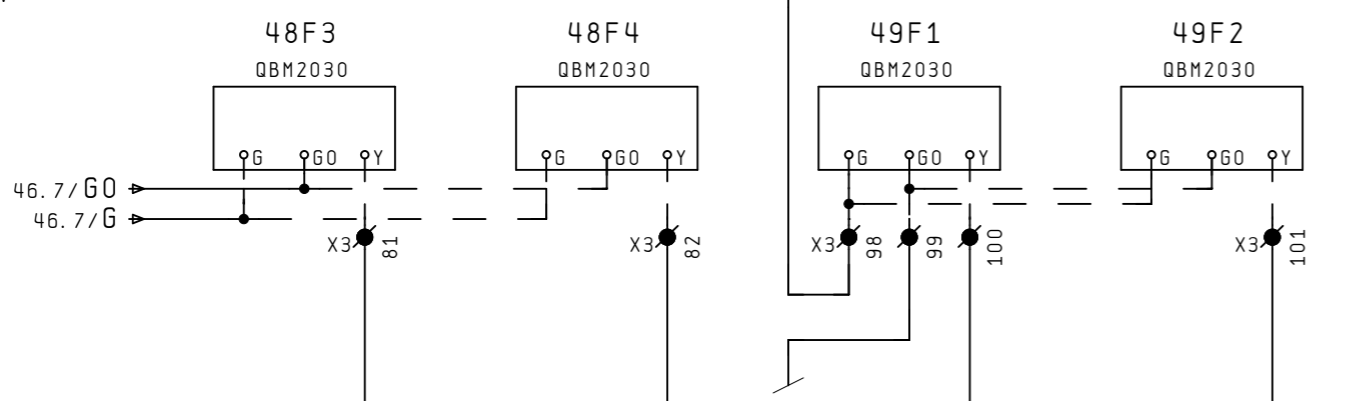 48F3 48F4 49F1 49F2
QBM2030 QBM2030 QBM2030 QBM2030
G G0 Y G G0 Y G G0 Y G G0 Y
46.7/G0
46.7/G
X3 81 X3 82 X3 98 99 100 X3 101